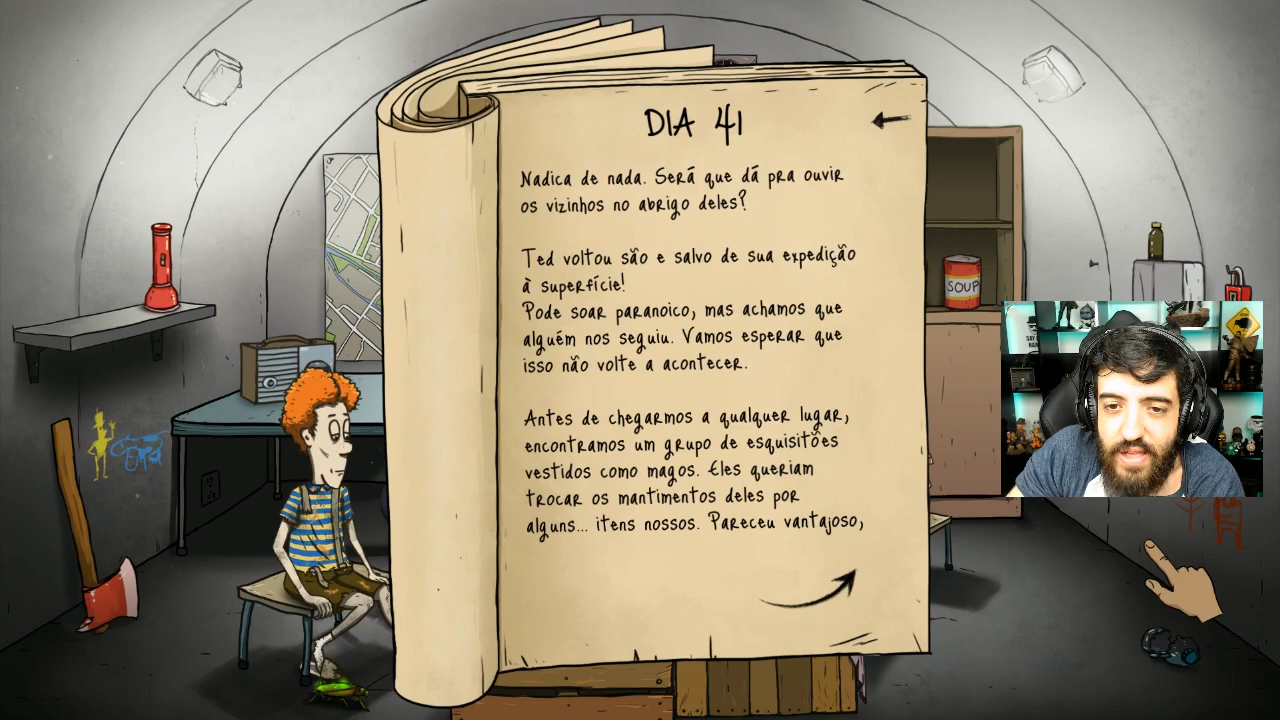 DIA 41
Nadica de nada. Será que dá pra ouvir
os vizinhos no abrigo deles?
Ted voltou são e salvo de sua expedição
à superfície!
Pode soar paranoico, mas achamos que
alguém nos seguiu. Vamos esperar que
isso não volte a acontecer.
Antes de chegarmos a qualquer lugar,
encontramos um grupo de esquisitões
vestidos como magos. Eles queriam
trocar os mantimentos deles por
alguns... itens nossos. Pareceu vantajoso,
SOUP